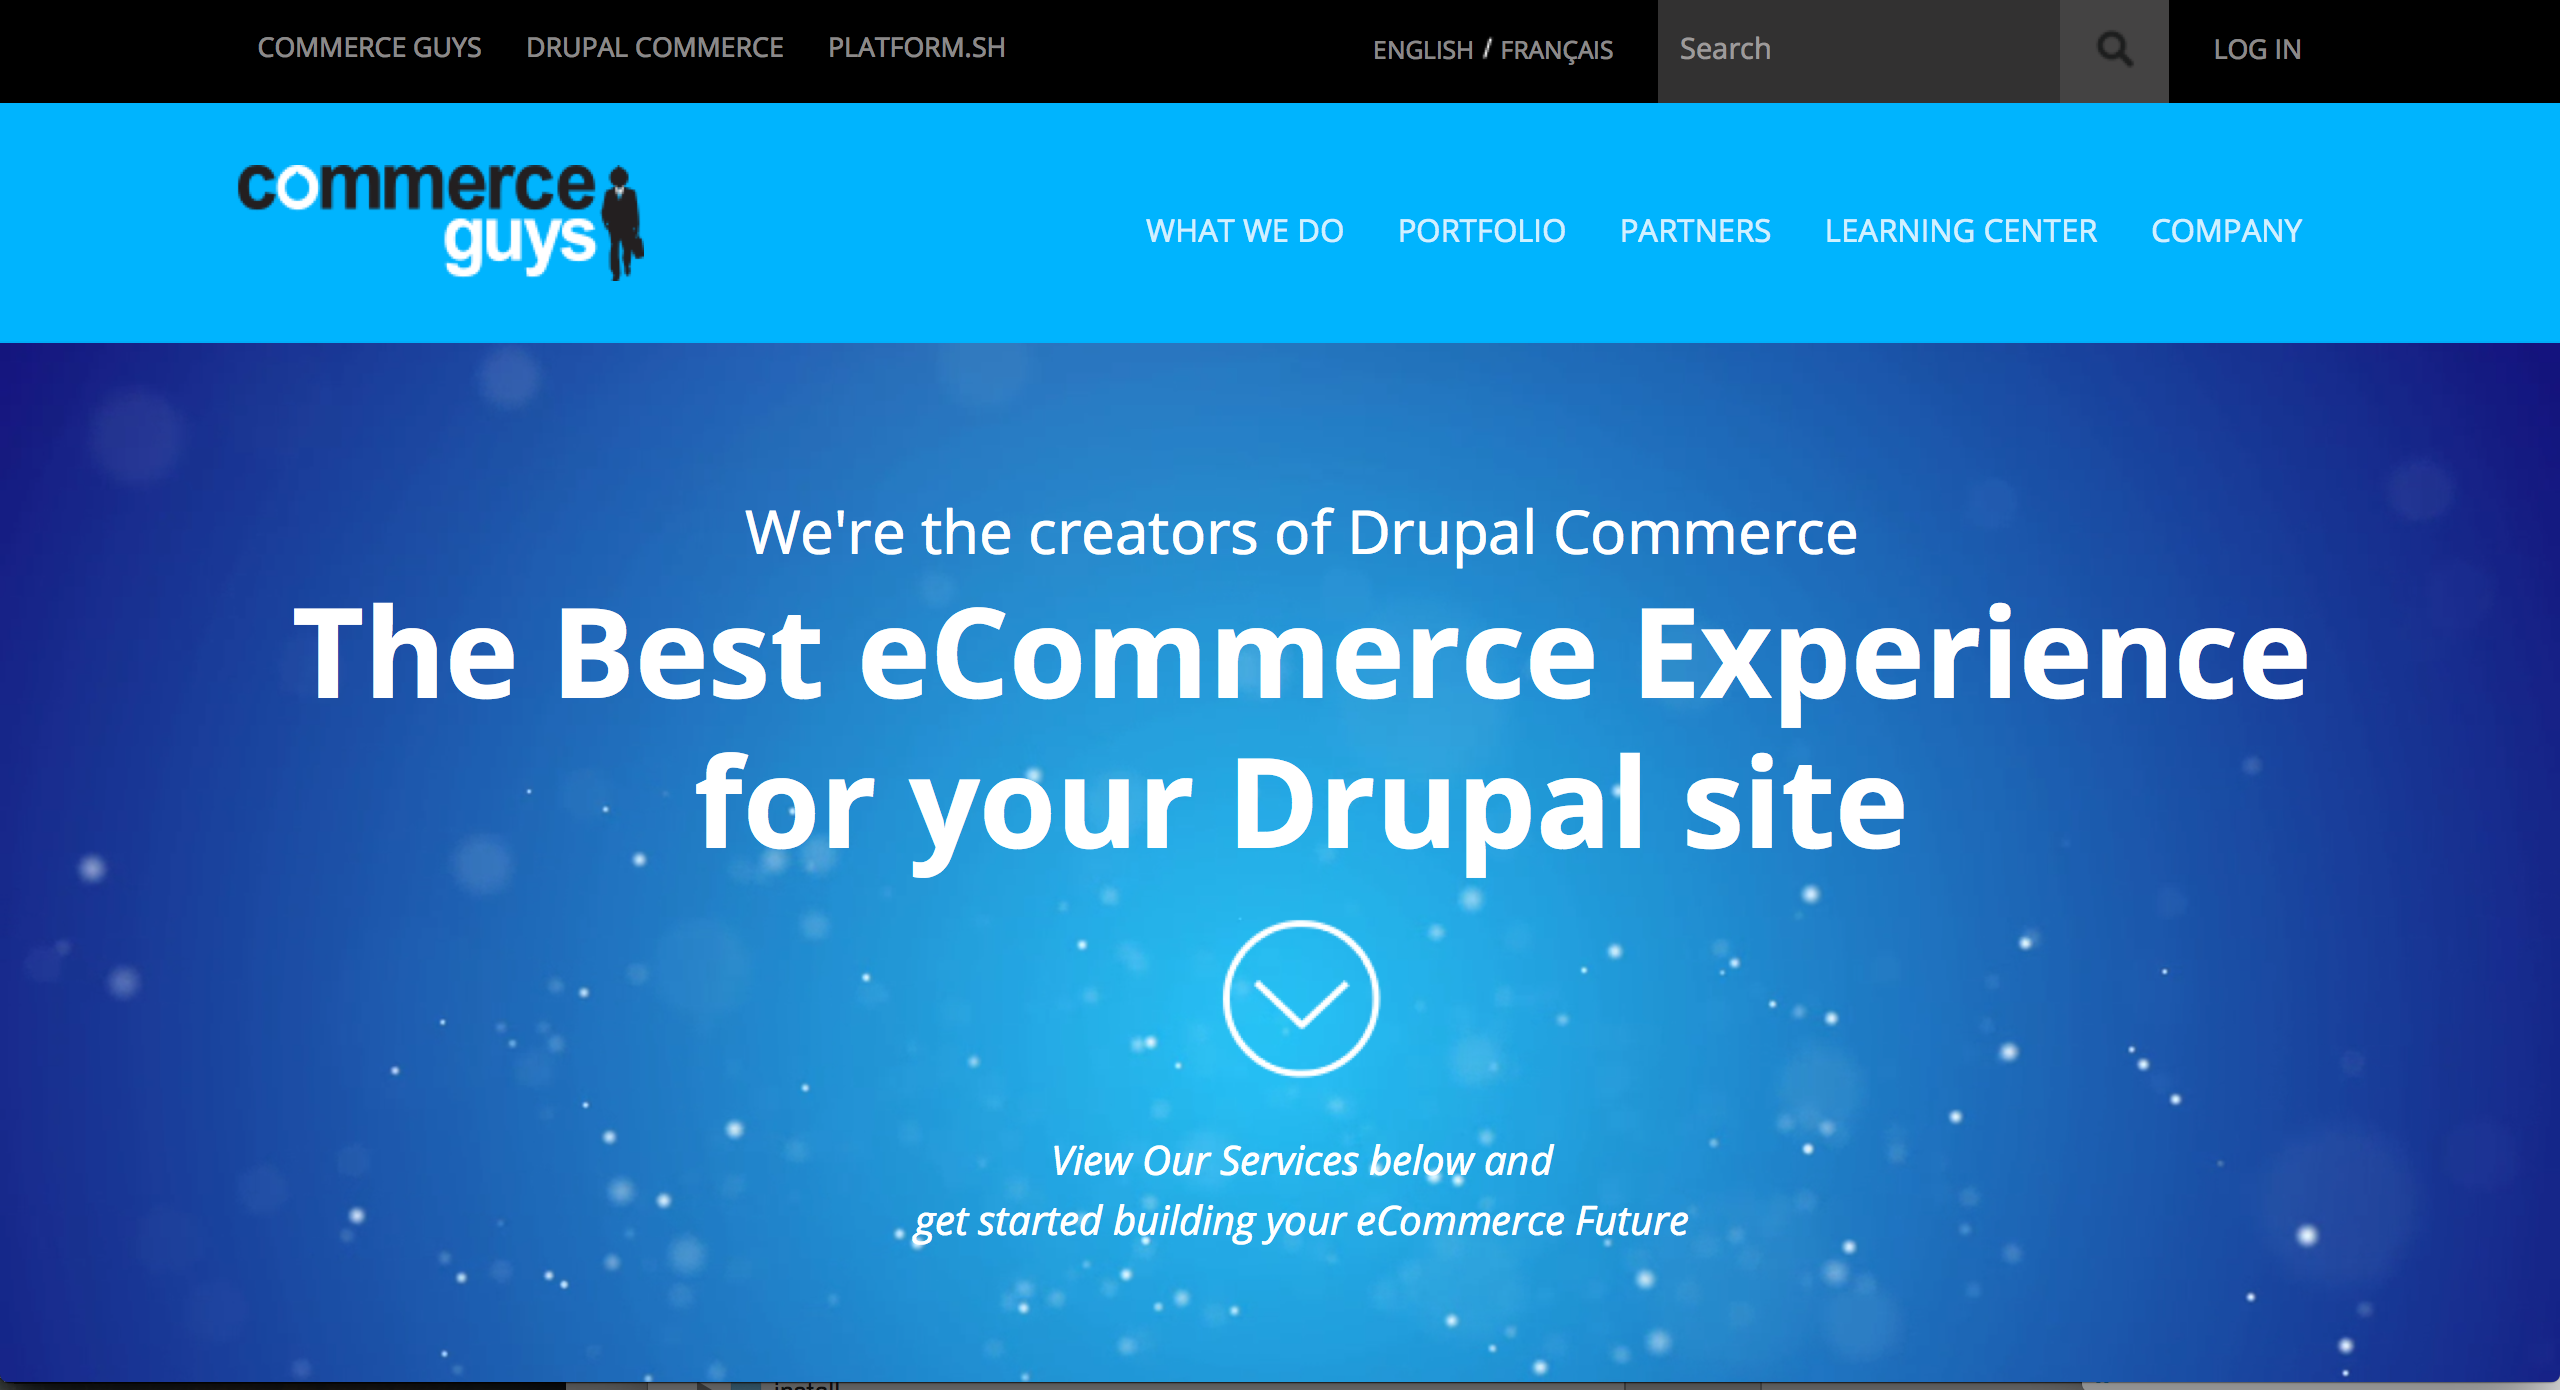 COMMERCE GUYS DRUPAL COMMERCE PLATFORM.SH ENGLISH / FRANÇAIS Search LOG IN
commerce
guys
WHAT WE DO PORTFOLIO PARTNERS LEARNING CENTER COMPANY
We're the creators of Drupal Commerce
The Best eCommerce Experience
for your Drupal site
View Our Services below and
get started building your eCommerce Future
install